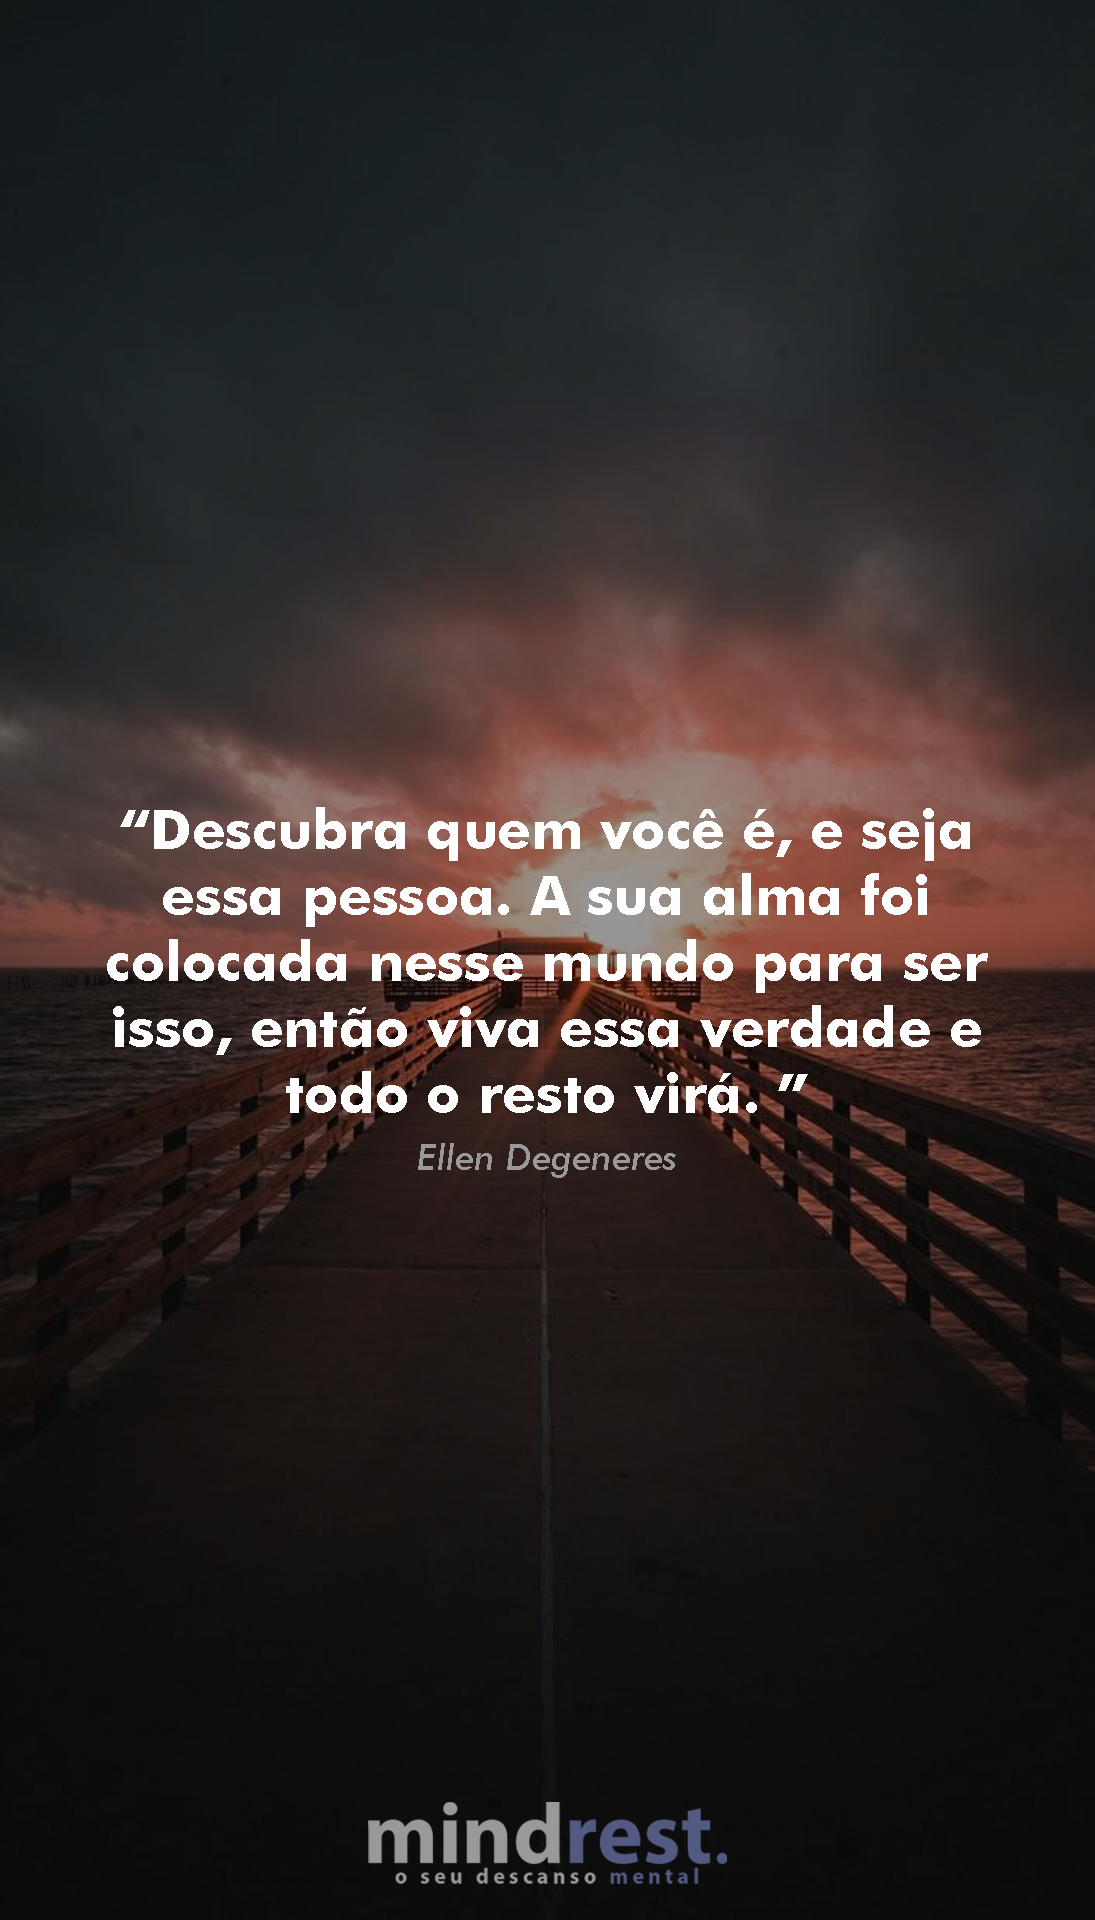 “Descubra quem você é, e seja
essa pessoa. A sua alma foi
colocada nesse mundo para ser
isso, então viva essa verdade e
todo o resto virá. ”
Ellen Degeneres
mindrest.
o seu descanso mental